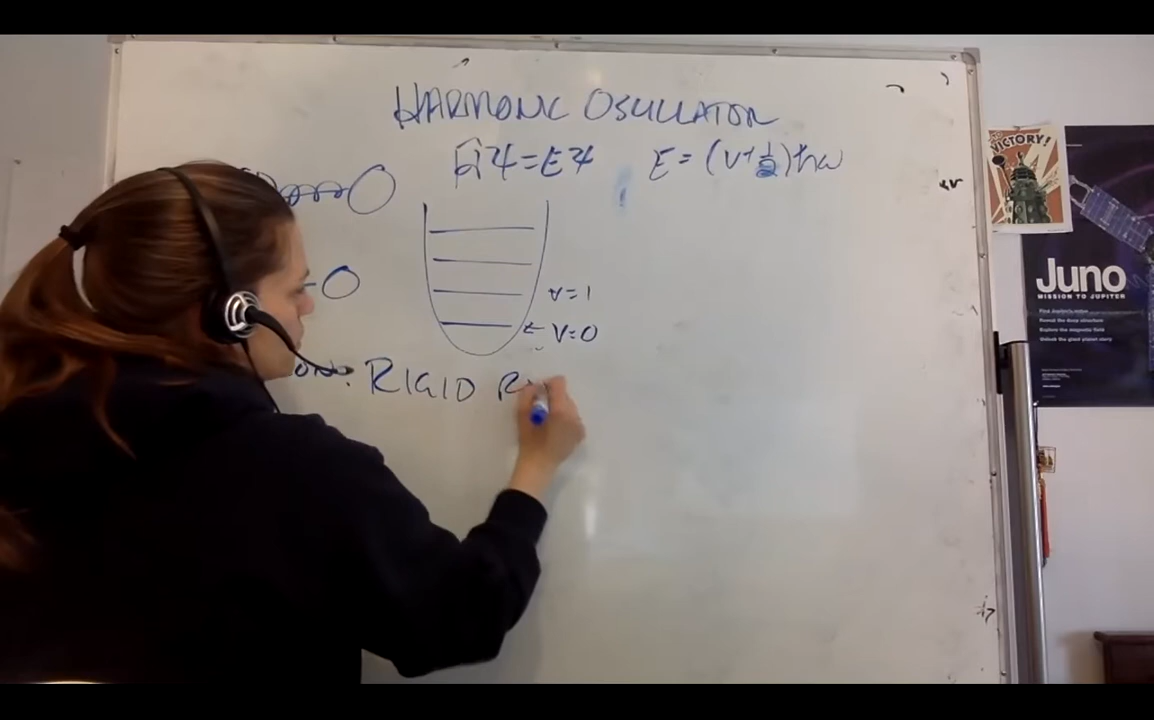 HARMONIC OSCILLATOR
Ĥψ=Eψ E=(v+½)ħω
v=1
v=0
RIGID R
VICTORY!
Juno
MISSION TO JUPITER